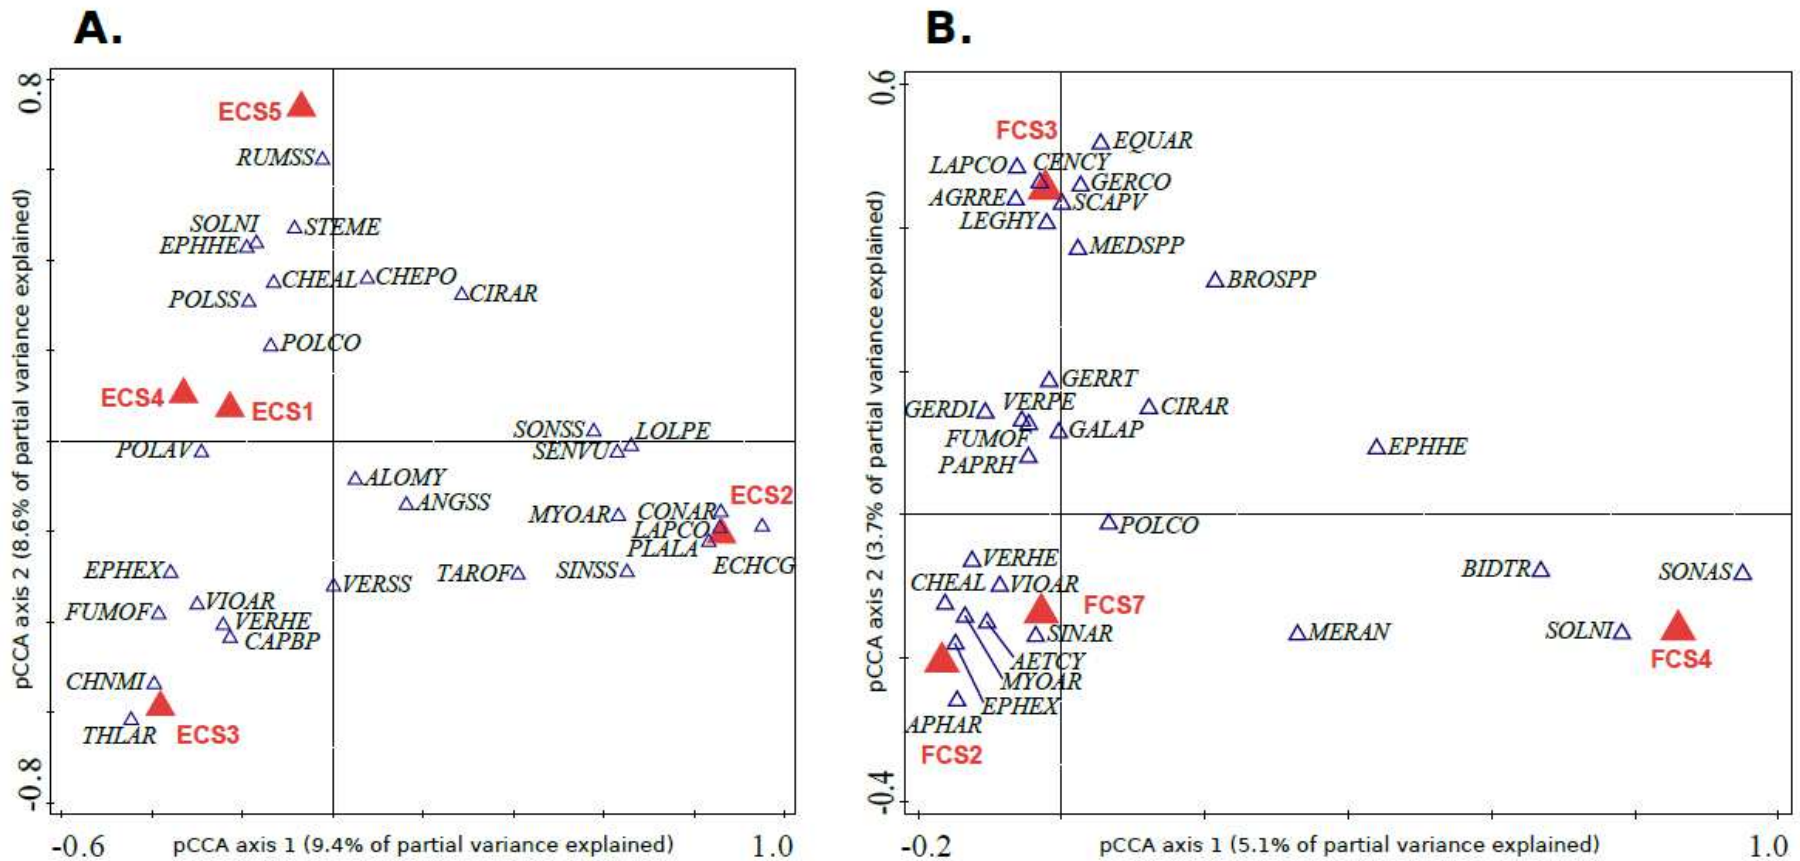 A.
0.8
ECS5
RUMSS
SOLNI
STEME
EPHHE
CHEAL
CHEPO
CIRAR
POLSS
POLCO
ECS4
ECS1
SONSS
LOLPE
POLAV
SENVU
ALOMY
ANGSS
ECS2
MYOAR
CONAR
LAPCO
PLALA
ECHCG
EPHEX
TAROF
SINSS
VERSS
FUMOF
VIOAR
VERHE
CAPBP
CHNMI
THLAR
ECS3
-0.8
pCCA axis 2 (8.6% of partial variance explained)
-0.6
pCCA axis 1 (9.4% of partial variance explained)
1.0
B.
0.6
FCS3
EQUAR
LAPCO
CENCY
GERCO
AGRRE
SCAPV
LEGHY
MEDSPP
BROSPP
GERRT
GERDI
VERPE
CIRAR
FUMOF
GALAP
PAPRH
EPHHE
POLCO
VERHE
BIDTR
SONAS
CHEAL
VIOAR
FCS7
SINAR
MERAN
SOLNI
FCS4
AETCY
MYOAR
EPHEX
APHAR
FCS2
-0.4
pCCA axis 2 (3.7% of partial variance explained)
-0.2
pCCA axis 1 (5.1% of partial variance explained)
1.0